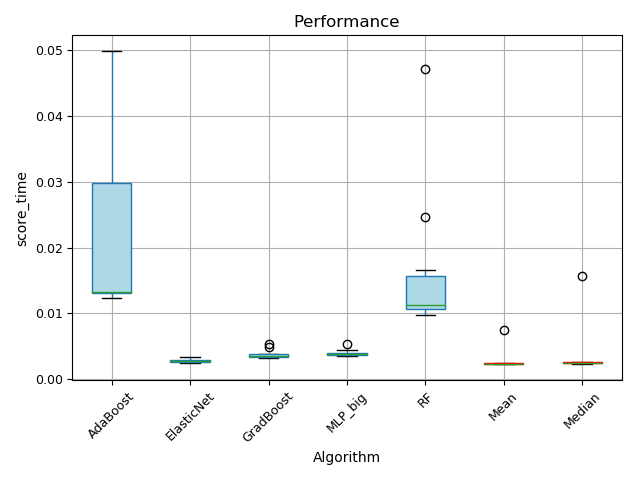 Performance
0.05
0.04
0.03
0.02
0.01
0.00
score_time
AdaBoost
ElasticNet
GradBoost
MLP_big
RF
Mean
Median
Algorithm